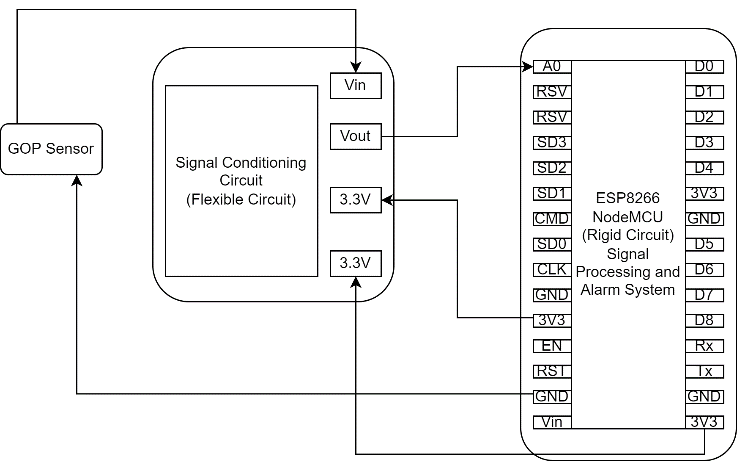 GOP Sensor
Signal Conditioning
Circuit
(Flexible Circuit)
Vin
Vout
3.3V
3.3V
A0
RSV
RSV
SD3
SD2
SD1
CMD
SD0
CLK
GND
3V3
EN
RST
GND
Vin
ESP8266
NodeMCU
(Rigid Circuit)
Signal
Processing and
Alarm System
D0
D1
D2
D3
D4
3V3
GND
D5
D6
D7
D8
Rx
Tx
GND
3V3